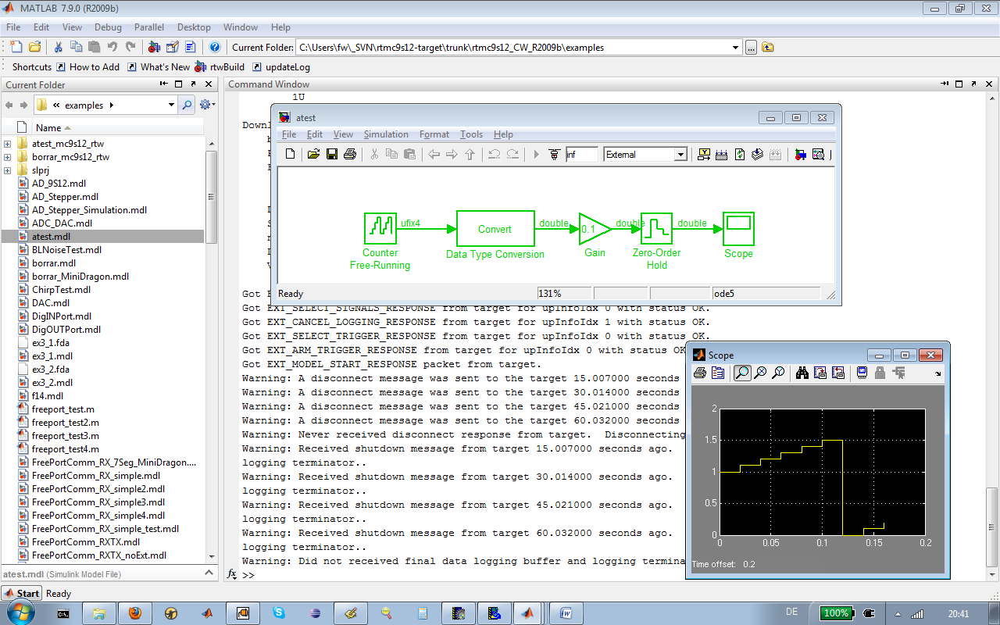 MATLAB 7.9.0 (R2009b)
File Edit View Debug Parallel Desktop Window Help
Current Folder: C:\Users\fw\_SVN\rtmc9s12-target\trunk\rtmc9s12_CW_R2009b\examples
Shortcuts How to Add What's New rtwBuild updateLog
Current Folder
« examples
Name
atest_mc9s12_rtw
borrar_mc9s12_rtw
slprj
AD_9S12.mdl
AD_Stepper.mdl
AD_Stepper_Simulation.mdl
ADC_DAC.mdl
atest.mdl
BLNoiseTest.mdl
borrar.mdl
borrar_MiniDragon.mdl
ChirpTest.mdl
DAC.mdl
DigINPort.mdl
DigOUTPort.mdl
ex3_1.fda
ex3_1.mdl
ex3_2.fda
ex3_2.mdl
f14.mdl
freeport_test.m
freeport_test2.m
freeport_test3.m
freeport_test4.m
FreePortComm_RX_7Seg_MiniDragon....
FreePortComm_RX_simple.mdl
FreePortComm_RX_simple2.mdl
FreePortComm_RX_simple3.mdl
FreePortComm_RX_simple4.mdl
FreePortComm_RX_simple_test.mdl
FreePortComm_RXTX.mdl
FreePortComm_RXTX_noExt.mdl
atest.mdl (Simulink Model File)
Command Window
1U
Downl
Got E
Got EXT_SELECT_SIGNALS_RESPONSE from target for upInfoIdx 0 with status OK.
Got EXT_CANCEL_LOGGING_RESPONSE from target for upInfoIdx 1 with status OK.
Got EXT_SELECT_TRIGGER_RESPONSE from target for upInfoIdx 0 with status OK.
Got EXT_ARM_TRIGGER_RESPONSE from target for upInfoIdx 0 with status OK
Got EXT_MODEL_START_RESPONSE packet from target.
Warning: A disconnect message was sent to the target 15.007000 seconds
Warning: A disconnect message was sent to the target 30.014000 seconds
Warning: A disconnect message was sent to the target 45.021000 seconds
Warning: A disconnect message was sent to the target 60.032000 seconds
Warning: Never received disconnect response from target. Disconnecting
Warning: Received shutdown message from target 15.007000 seconds ago.
logging terminator..
Warning: Received shutdown message from target 30.014000 seconds ago.
logging terminator..
Warning: Received shutdown message from target 45.021000 seconds ago.
logging terminator..
Warning: Received shutdown message from target 60.032000 seconds ago.
logging terminator..
Warning: Did not received final data logging buffer and logging termina
fx >>
atest
File Edit View Simulation Format Tools Help
inf External
ufix4 Convert double 0.1 double double
Counter
Free-Running
Data Type Conversion
Gain
Zero-Order
Hold
Scope
Ready 131% ode5
Scope
2
1.5
1
0.5
0
0 0.05 0.1 0.15 0.2
Time offset: 0.2
Start Ready
DE 100% 20:41